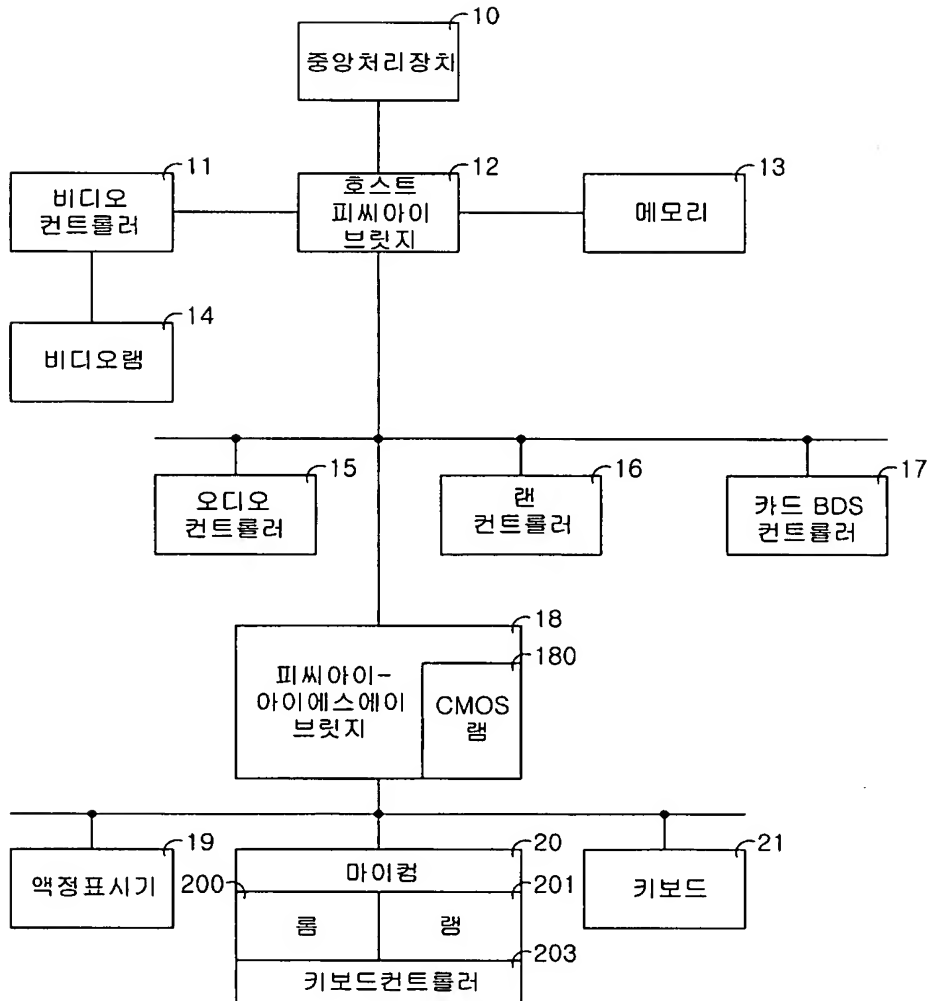 10
중앙처리장치
11
비디오
컨트롤러
12
호스트
피씨아이
브릿지
13
메모리
14
비디오램
15
오디오
컨트롤러
16
랜
컨트롤러
17
카드 BDS
컨트롤러
18
피씨아이-
아이에스에이
브릿지
180
CMOS
램
19
액정표시기
20
마이컴
200
롬
201
램
203
키보드컨트롤러
21
키보드